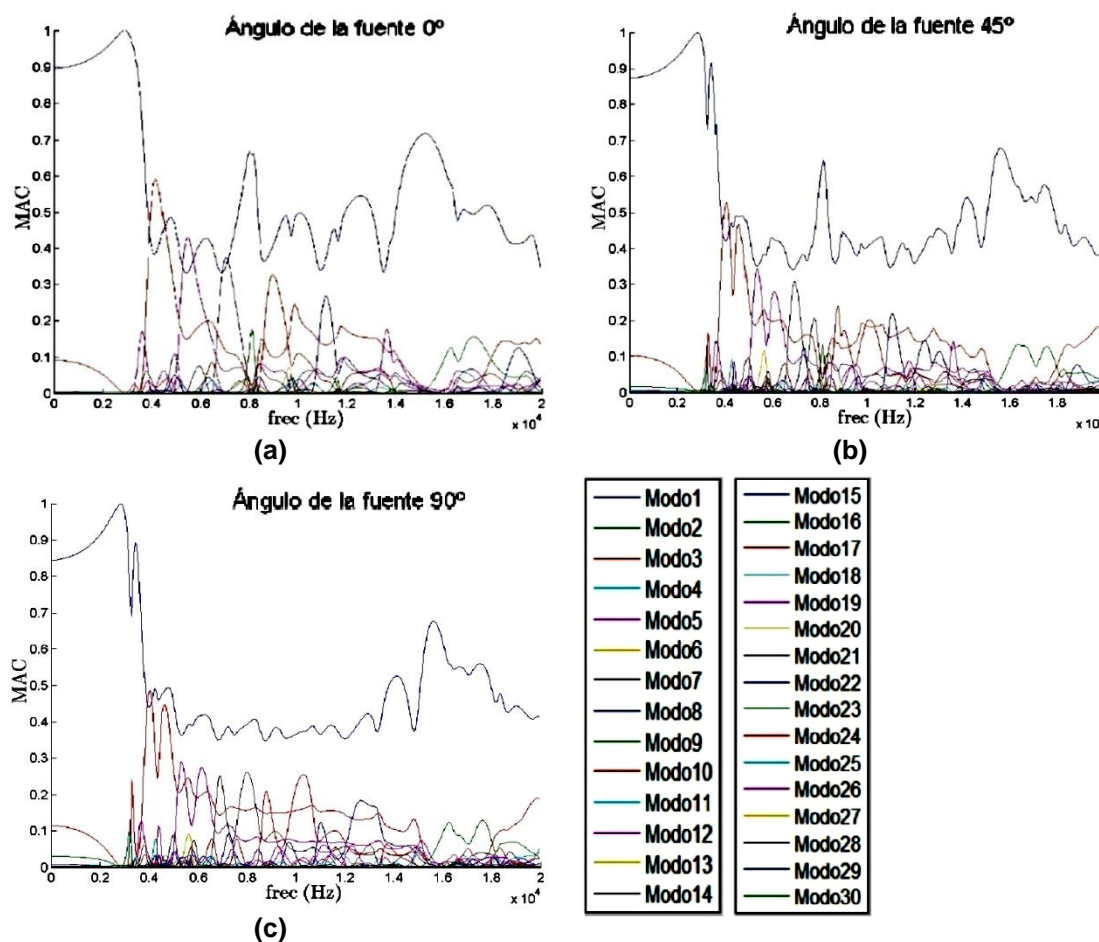 Ángulo de la fuente 0º
MAC
1
0.9
0.8
0.7
0.6
0.5
0.4
0.3
0.2
0.1
0
0 0.2 0.4 0.6 0.8 1 1.2 1.4 1.6 1.8 2
frec (Hz)
x 10⁴
(a)
Ángulo de la fuente 45º
MAC
1
0.9
0.8
0.7
0.6
0.5
0.4
0.3
0.2
0.1
0
0 0.2 0.4 0.6 0.8 1 1.2 1.4 1.6 1.8
frec (Hz)
x 10
(b)
Ángulo de la fuente 90º
MAC
1
0.9
0.8
0.7
0.6
0.5
0.4
0.3
0.2
0.1
0
0 0.2 0.4 0.6 0.8 1 1.2 1.4 1.6 1.8 2
frec (Hz)
x 10⁴
(c)
Modo1
Modo2
Modo3
Modo4
Modo5
Modo6
Modo7
Modo8
Modo9
Modo10
Modo11
Modo12
Modo13
Modo14
Modo15
Modo16
Modo17
Modo18
Modo19
Modo20
Modo21
Modo22
Modo23
Modo24
Modo25
Modo26
Modo27
Modo28
Modo29
Modo30